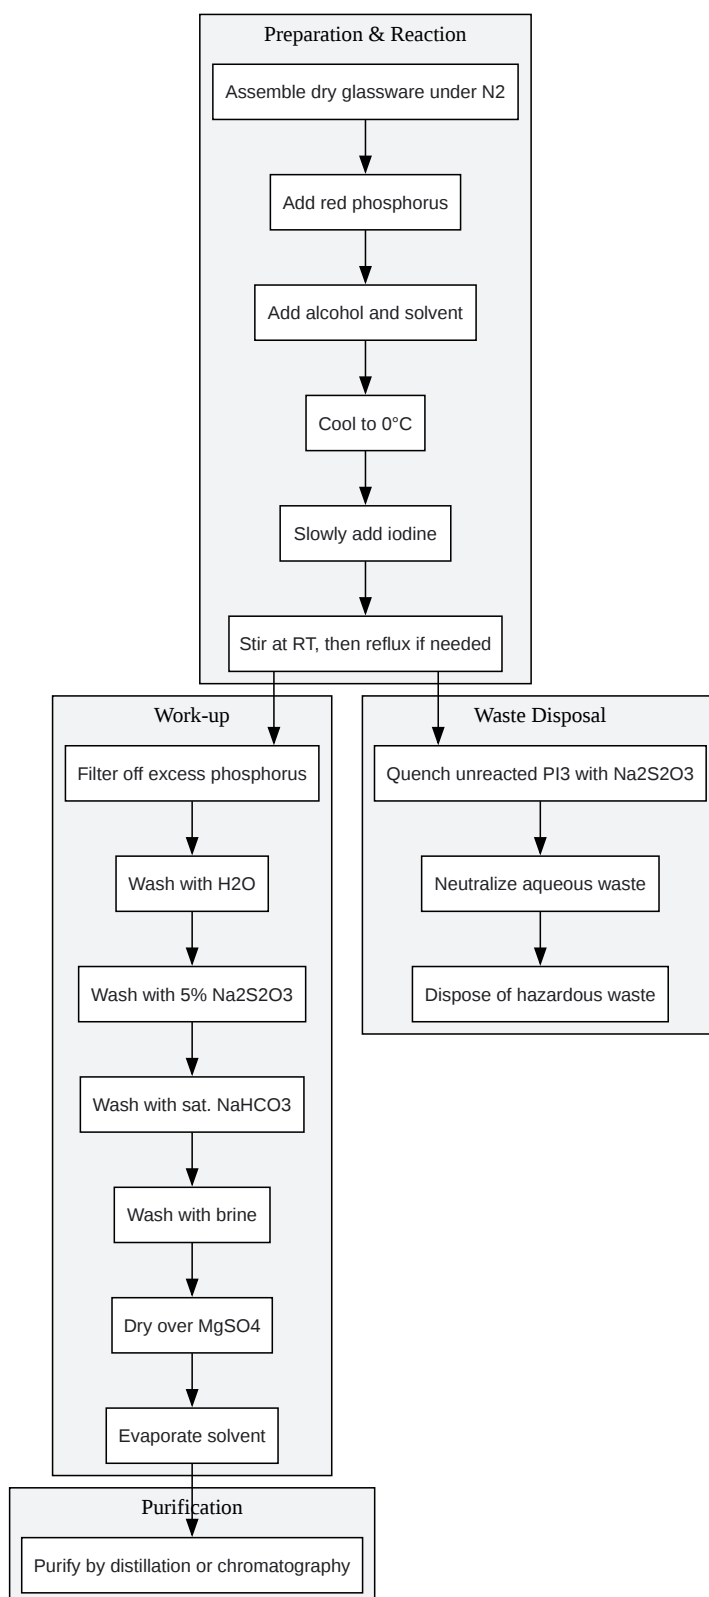 Preparation & Reaction
Assemble dry glassware under N2
Add red phosphorus
Add alcohol and solvent
Cool to 0°C
Slowly add iodine
Stir at RT, then reflux if needed
Work-up
Filter off excess phosphorus
Wash with H2O
Wash with 5% Na2S2O3
Wash with sat. NaHCO3
Wash with brine
Dry over MgSO4
Evaporate solvent
Waste Disposal
Quench unreacted PI3 with Na2S2O3
Neutralize aqueous waste
Dispose of hazardous waste
Purification
Purify by distillation or chromatography